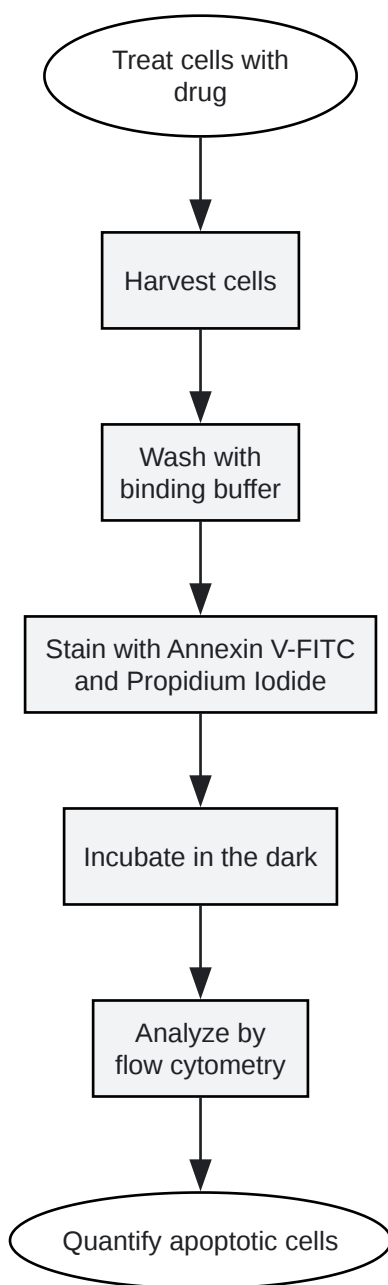 Treat cells with
drug
Harvest cells
Wash with
binding buffer
Stain with Annexin V-FITC
and Propidium Iodide
Incubate in the dark
Analyze by
flow cytometry
Quantify apoptotic cells